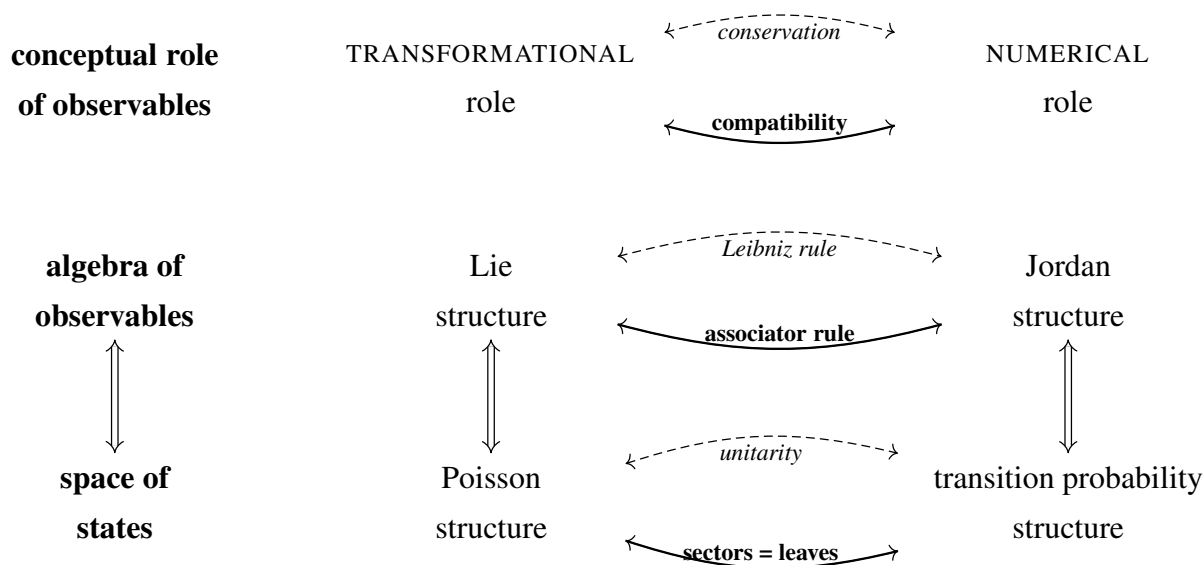 conservation
conceptual role TRANSFORMATIONAL NUMERICAL
of observables role role
compatibility
Leibniz rule
algebra of Lie Jordan
observables structure structure
associator rule
unitarity
space of Poisson transition probability
states structure structure
sectors = leaves